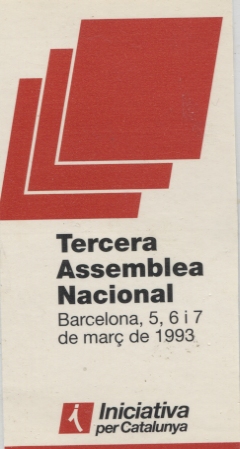 Tercera
Assemblea
Nacional
Barcelona, 5, 6 i 7
de març de 1993
i Iniciativa
per Catalunya